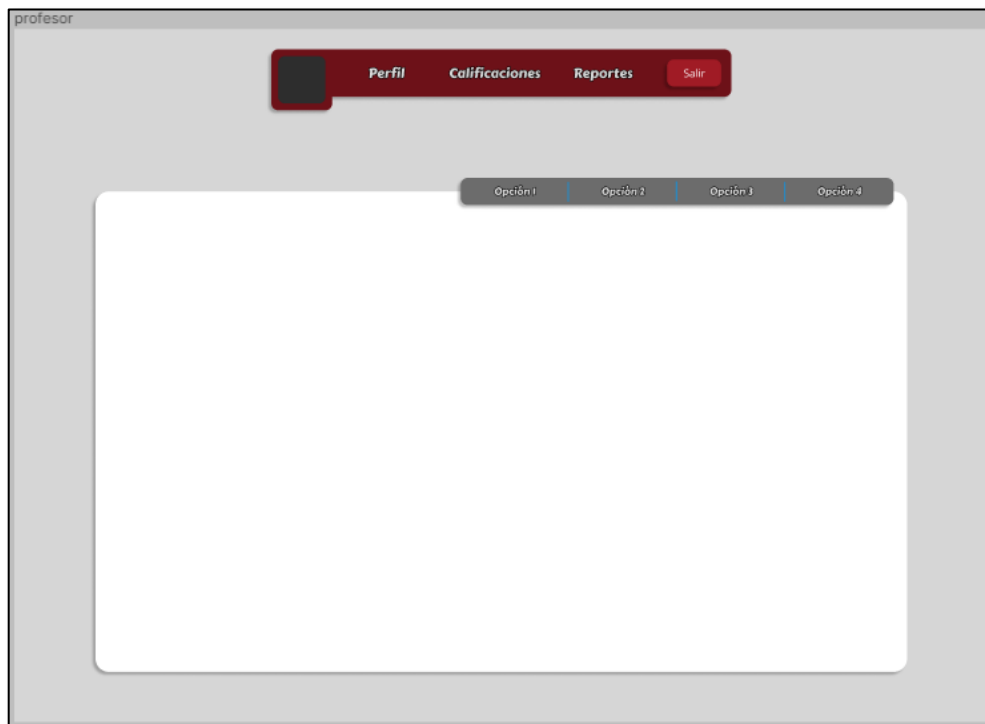 profesor
Perfil Calificaciones Reportes Salir
Opción 1 Opción 2 Opción 3 Opción 4